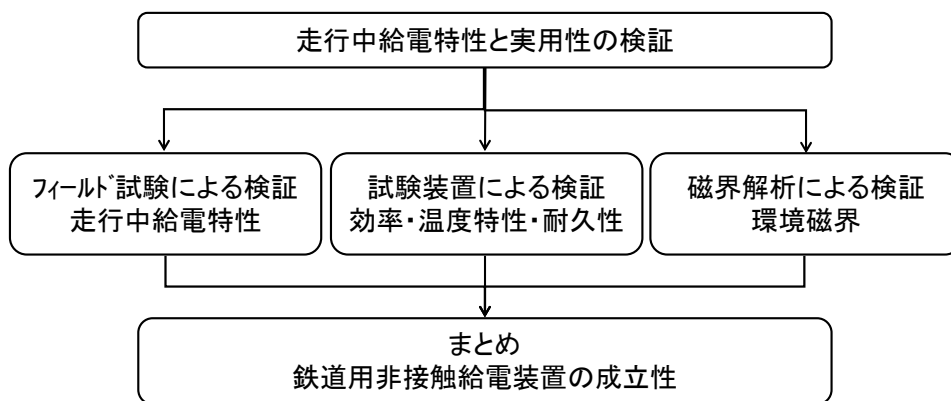 走行中給電特性と実用性の検証
フィールド試験による検証
走行中給電特性
試験装置による検証
効率・温度特性・耐久性
磁界解析による検証
環境磁界
まとめ
鉄道用非接触給電装置の成立性